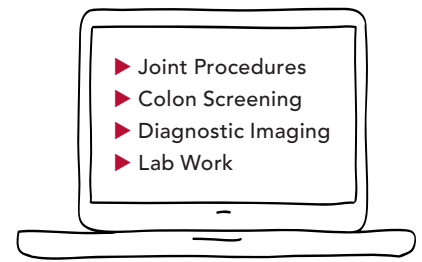 Joint Procedures
Colon Screening
Diagnostic Imaging
Lab Work